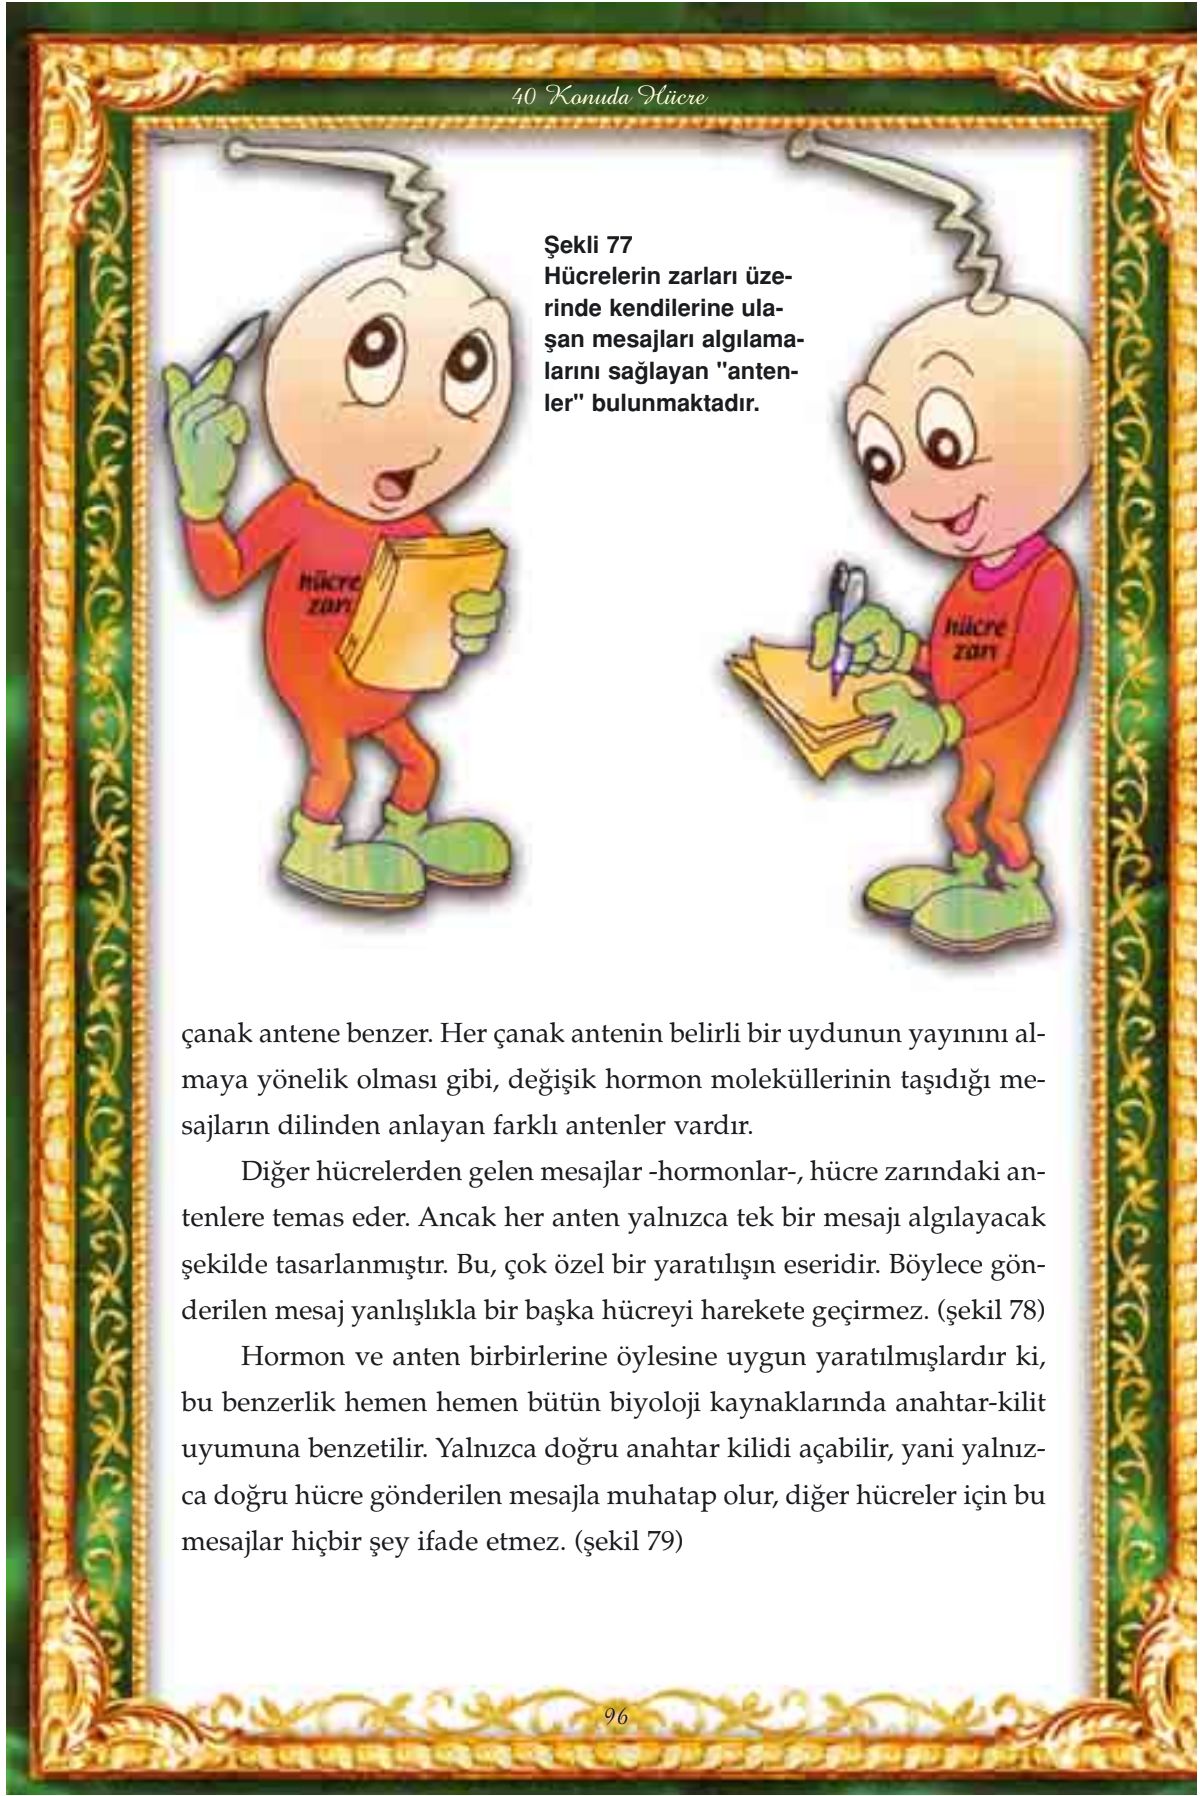 40 Konuda Hücre
Şekli 77
Hücrelerin zarları üze-
rinde kendilerine ula-
şan mesajları algılama-
larını sağlayan "anten-
ler" bulunmaktadır.
hücre
zarı
hücre
zarı
çanak antene benzer. Her çanak antenin belirli bir uydunun yayınını al-
maya yönelik olması gibi, değişik hormon moleküllerinin taşıdığı me-
sajların dilinden anlayan farklı antenler vardır.
Diğer hücrelerden gelen mesajlar -hormonlar-, hücre zarındaki an-
tenlere temas eder. Ancak her anten yalnızca tek bir mesajı algılayacak
şekilde tasarlanmıştır. Bu, çok özel bir yaratılışın eseridir. Böylece gön-
derilen mesaj yanlışlıkla bir başka hücreyi harekete geçirmez. (şekil 78)
Hormon ve anten birbirlerine öylesine uygun yaratılmışlardır ki,
bu benzerlik hemen hemen bütün biyoloji kaynaklarında anahtar-kilit
uyumuna benzetilir. Yalnızca doğru anahtar kilidi açabilir, yani yalnız-
ca doğru hücre gönderilen mesajla muhatap olur, diğer hücreler için bu
mesajlar hiçbir şey ifade etmez. (şekil 79)
96